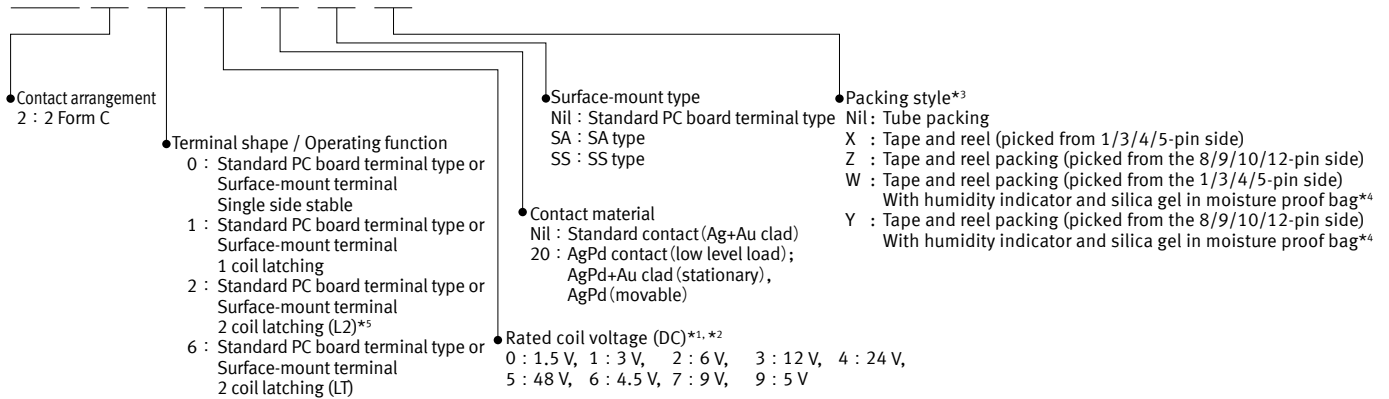 Contact arrangement
2 : 2 Form C
Terminal shape / Operating function
0 : Standard PC board terminal type or
Surface-mount terminal
Single side stable
1 : Standard PC board terminal type or
Surface-mount terminal
1 coil latching
2 : Standard PC board terminal type or
Surface-mount terminal
2 coil latching (L2)*5
6 : Standard PC board terminal type or
Surface-mount terminal
2 coil latching (LT)
Rated coil voltage (DC)*1, *2
0 : 1.5 V, 1 : 3 V, 2 : 6 V, 3 : 12 V, 4 : 24 V,
5 : 48 V, 6 : 4.5 V, 7 : 9 V, 9 : 5 V
Contact material
Nil : Standard contact (Ag+Au clad)
20 : AgPd contact (low level load);
AgPd+Au clad (stationary),
AgPd (movable)
Surface-mount type
Nil : Standard PC board terminal type
SA : SA type
SS : SS type
Packing style*3
Nil : Tube packing
X : Tape and reel (picked from 1/3/4/5-pin side)
Z : Tape and reel packing (picked from the 8/9/10/12-pin side)
W : Tape and reel packing (picked from the 1/3/4/5-pin side)
With humidity indicator and silica gel in moisture proof bag*4
Y : Tape and reel packing (picked from the 8/9/10/12-pin side)
With humidity indicator and silica gel in moisture proof bag*4